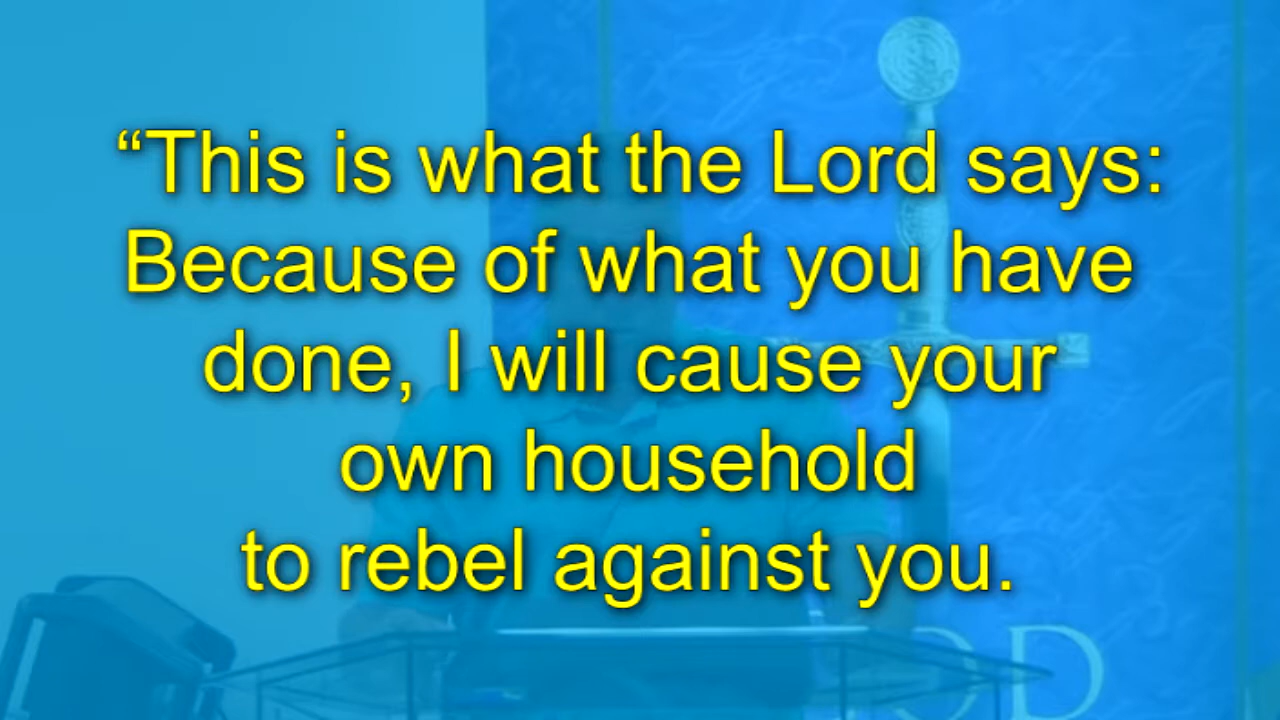 “This is what the Lord says:
Because of what you have
done, I will cause your
own household
to rebel against you.
OD